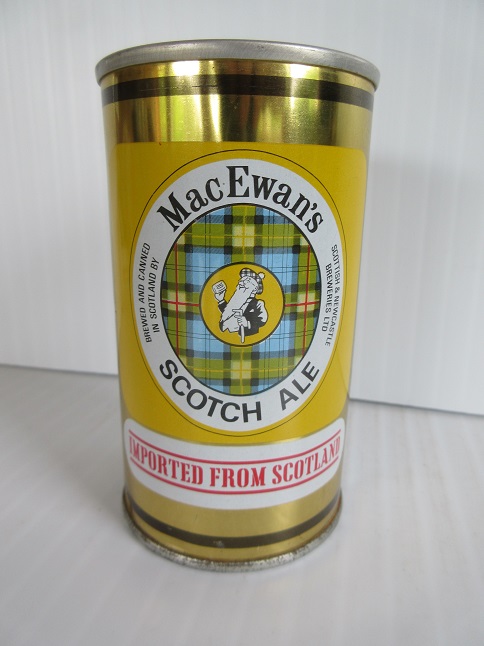 MacEwan's
BREWED AND CANNED
IN SCOTLAND BY
SCOTTISH & NEWCASTLE
BREWERIES LTD
SCOTCH ALE
IMPORTED FROM SCOTLAND